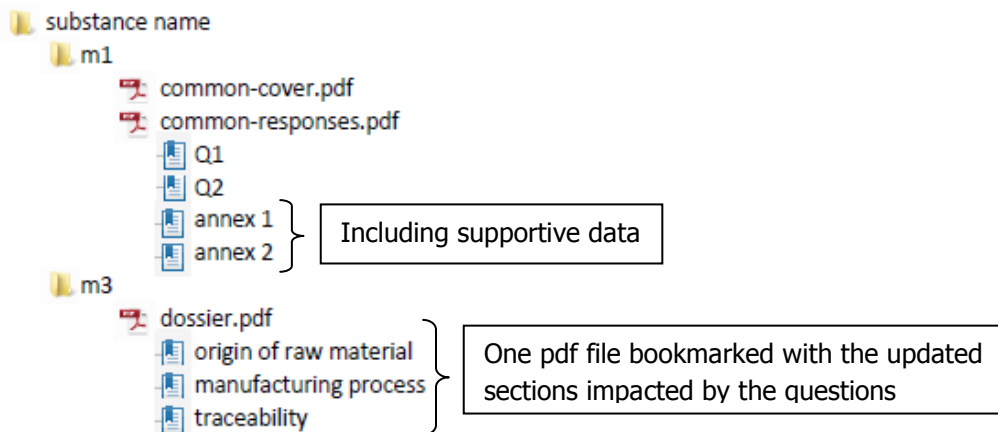 substance name
m1
common-cover.pdf
common-responses.pdf
Q1
Q2
annex 1
annex 2
Including supportive data
m3
dossier.pdf
origin of raw material
manufacturing process
traceability
One pdf file bookmarked with the updated
sections impacted by the questions